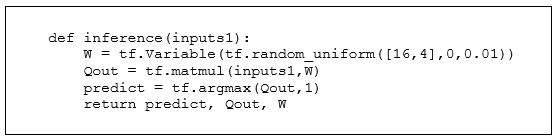 def inference(inputs1):
    W = tf.Variable(tf.random_uniform([16,4],0,0.01))
    Qout = tf.matmul(inputs1,W)
    predict = tf.argmax(Qout,1)
    return predict, Qout, W